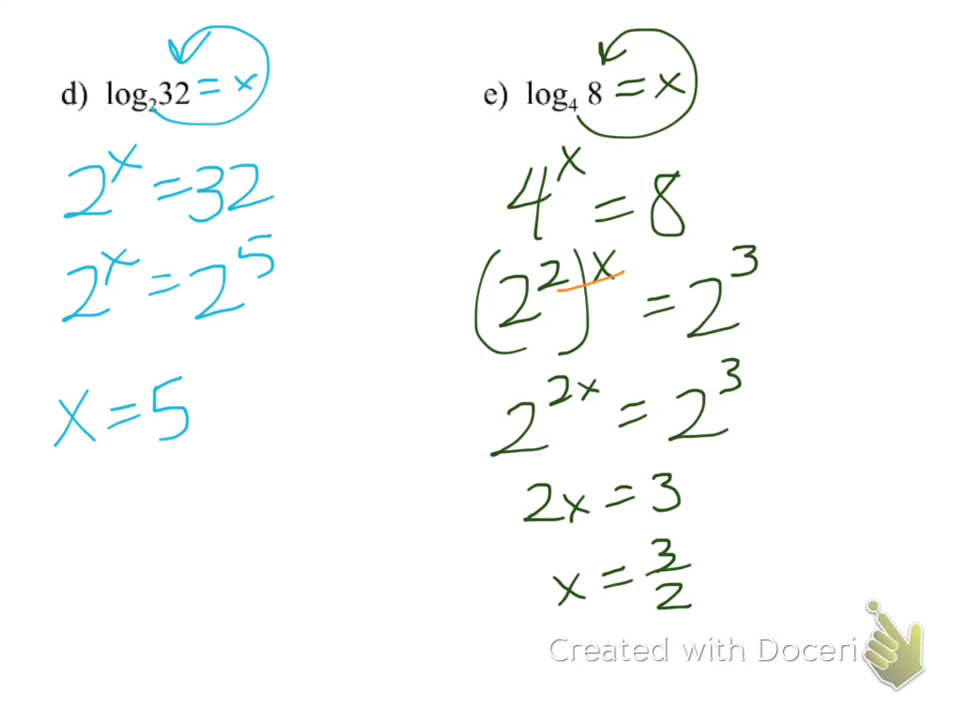 d) log₂32 = x
2ˣ = 32
2ˣ = 2⁵
x = 5
e) log₄ 8 = x
4ˣ = 8
(2²)ˣ = 2³
2²ˣ = 2³
2x = 3
x = 3/2
Created with Doceri